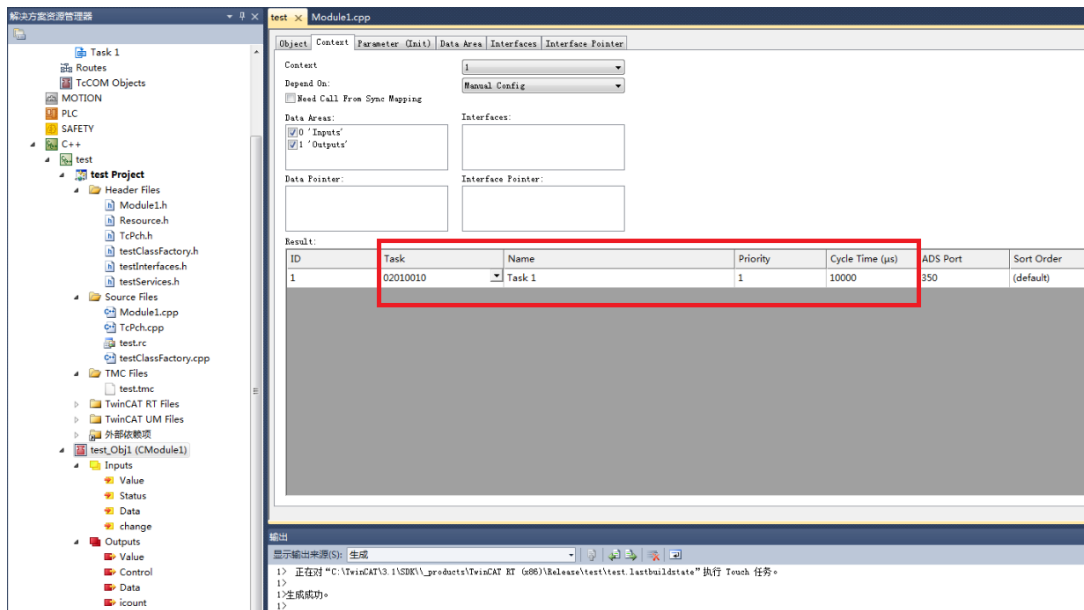 解决方案资源管理器
Task 1
Routes
TcCOM Objects
MOTION
PLC
SAFETY
C++
test
test Project
Header Files
Module1.h
Resource.h
TcPch.h
testClassFactory.h
testInterfaces.h
testServices.h
Source Files
Module1.cpp
TcPch.cpp
test.rc
testClassFactory.cpp
TMC Files
test.tmc
TwinCAT RT Files
TwinCAT UM Files
外部依赖项
test_Obj1 (CModule1)
Inputs
Value
Status
Data
change
Outputs
Value
Control
Data
icount
test Module1.cpp
Object Context Parameter (Init) Data Area Interfaces Interface Pointer
Context 1
Depend On: Manual Config
Need Call From Sync Mapping
Data Areas: Interfaces:
0 'Inputs'
1 'Outputs'
Data Pointer: Interface Pointer:
Result:
ID Task Name Priority Cycle Time (µs) ADS Port Sort Order
1 02010010 Task 1 1 10000 350 (default)
输出
显示输出来源(S): 生成
1> 正在对“C:\TwinCAT\3.1\SDK\\_products\TwinCAT RT (x86)\Release\test\test.lastbuildstate”执行 Touch 任务。
1>
1>生成成功。
1>